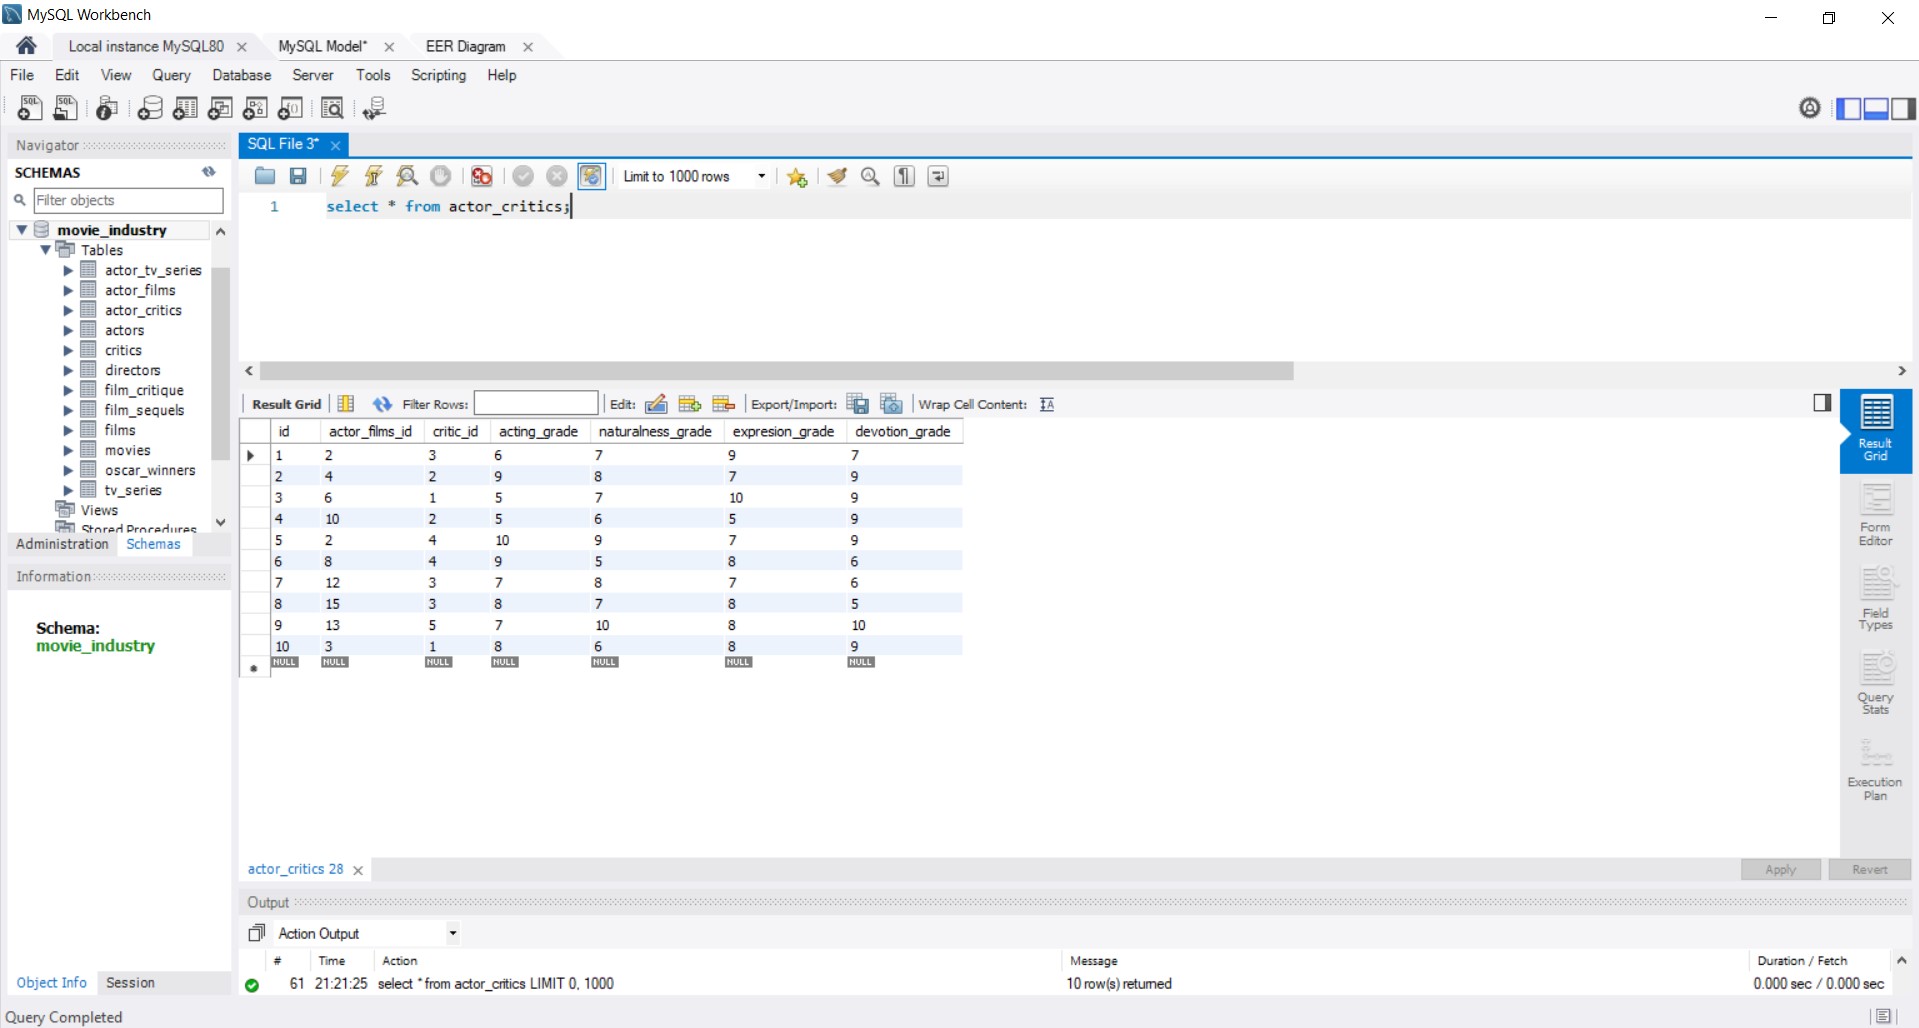 MySQL Workbench
Local instance MySQL80
MySQL Model*
EER Diagram
File Edit View Query Database Server Tools Scripting Help
SQL SQL
Navigator
SQL File 3*
SCHEMAS
Limit to 1000 rows
Filter objects
1 select * from actor_critics;
movie_industry
Tables
actor_tv_series
actor_films
actor_critics
actors
critics
directors
film_critique
film_sequels
films
movies
oscar_winners
tv_series
Views
Stored Procedures
Administration Schemas
Information
Schema:
movie_industry
Object Info Session
Result Grid Filter Rows: Edit: Export/Import: Wrap Cell Content: IA
id actor_films_id critic_id acting_grade naturalness_grade expresion_grade devotion_grade
1 2 3 6 7 9 7
2 4 2 9 8 7 9
3 6 1 5 7 10 9
4 10 2 5 6 5 9
5 2 4 10 9 7 9
6 8 4 9 5 8 6
7 12 3 7 8 7 6
8 15 3 8 7 8 5
9 13 5 7 10 8 10
10 3 1 8 6 8 9
NULL NULL NULL NULL NULL NULL NULL
Result
Grid
Form
Editor
Field
Types
Query
Stats
Execution
Plan
actor_critics 28
Apply Revert
Output
Action Output
# Time Action Message Duration / Fetch
61 21:21:25 select * from actor_critics LIMIT 0, 1000 10 row(s) returned 0.000 sec / 0.000 sec
Query Completed